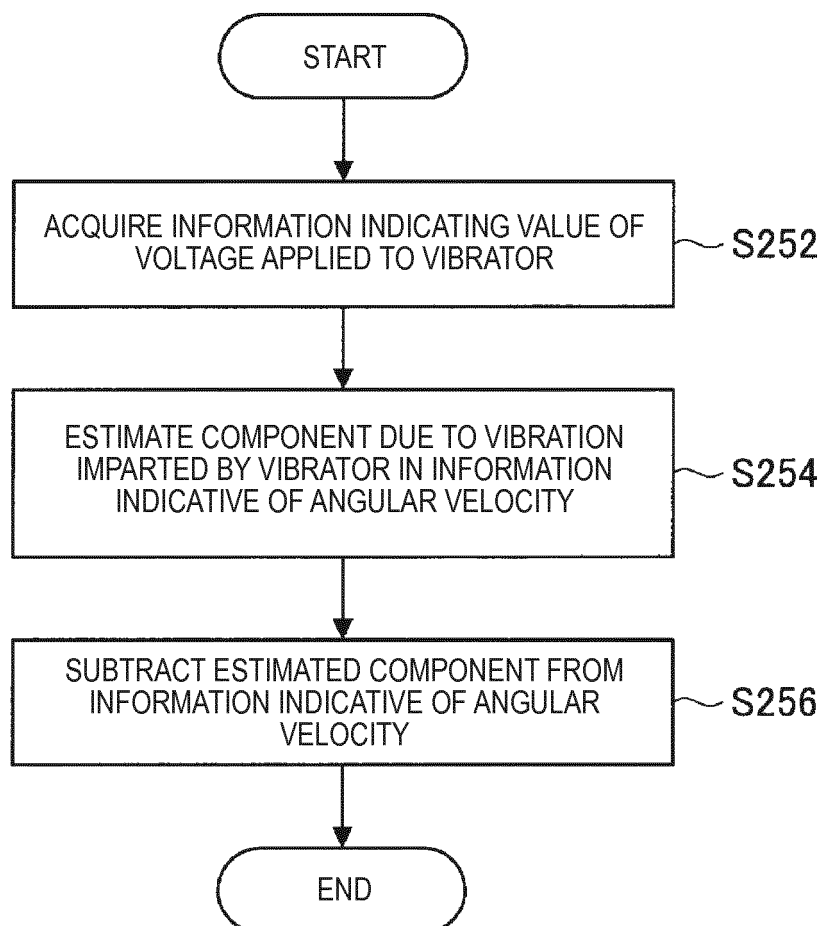 START
ACQUIRE INFORMATION INDICATING VALUE OF
VOLTAGE APPLIED TO VIBRATOR
S252
ESTIMATE COMPONENT DUE TO VIBRATION
IMPARTED BY VIBRATOR IN INFORMATION
INDICATIVE OF ANGULAR VELOCITY
S254
SUBTRACT ESTIMATED COMPONENT FROM
INFORMATION INDICATIVE OF ANGULAR
VELOCITY
S256
END